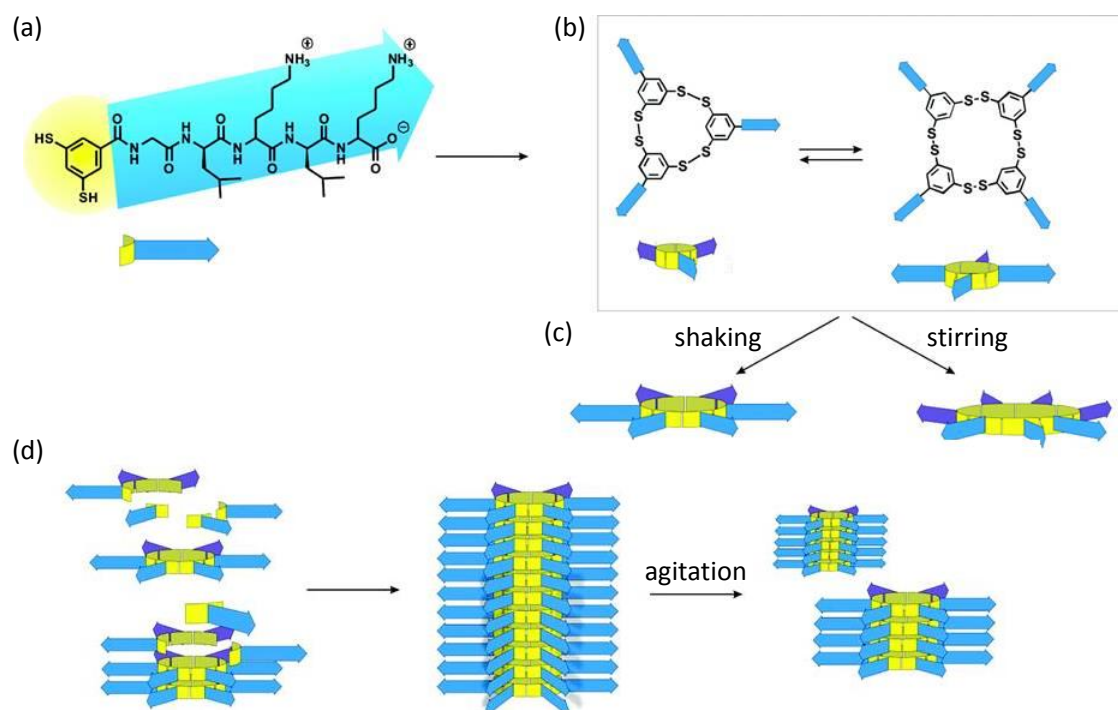 (a)
(b)
HS
SH
O
N
H
O
H
N
O
N
H
NH₃
⊕
O
H
N
O
N
H
NH₃
⊕
O
O
⊖
S-S
S
S
S
S
S-S
S
S
S-S
S
S
(c)
shaking
stirring
(d)
agitation